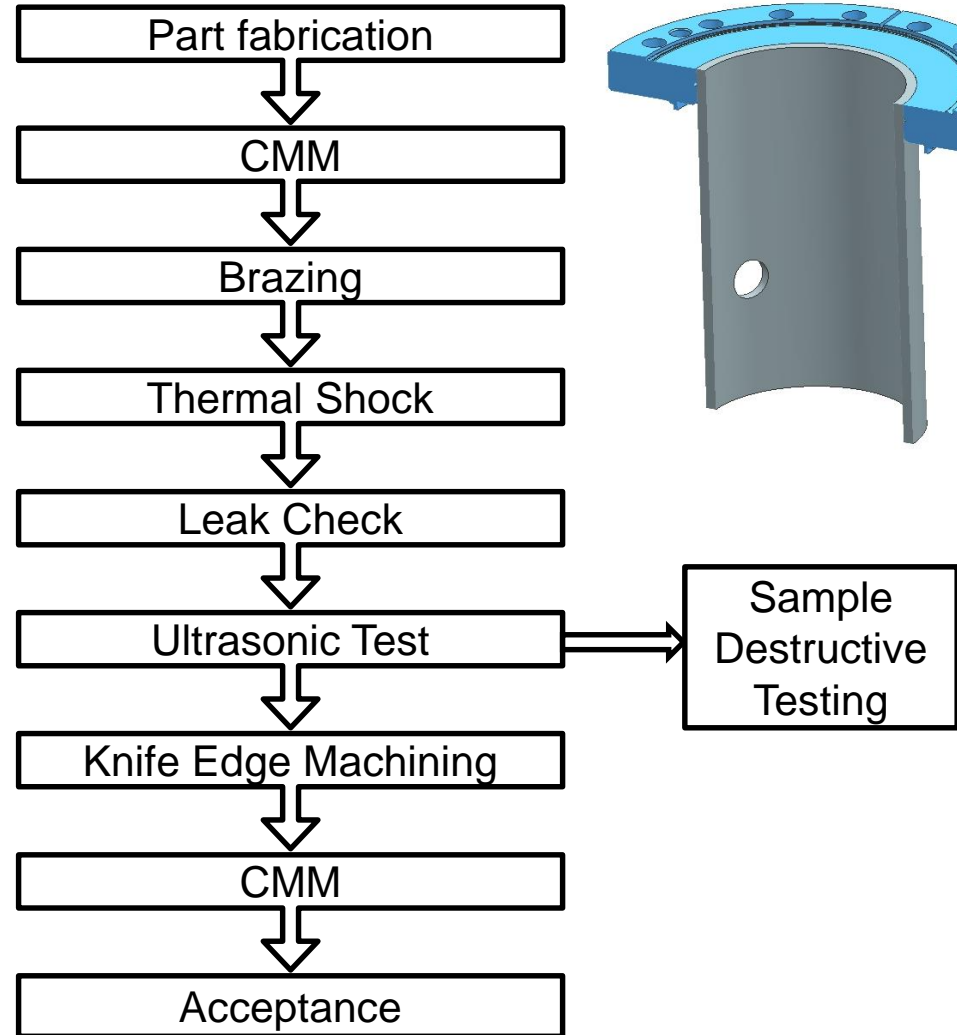 Part fabrication
CMM
Brazing
Thermal Shock
Leak Check
Ultrasonic Test
Sample
Destructive
Testing
Knife Edge Machining
CMM
Acceptance